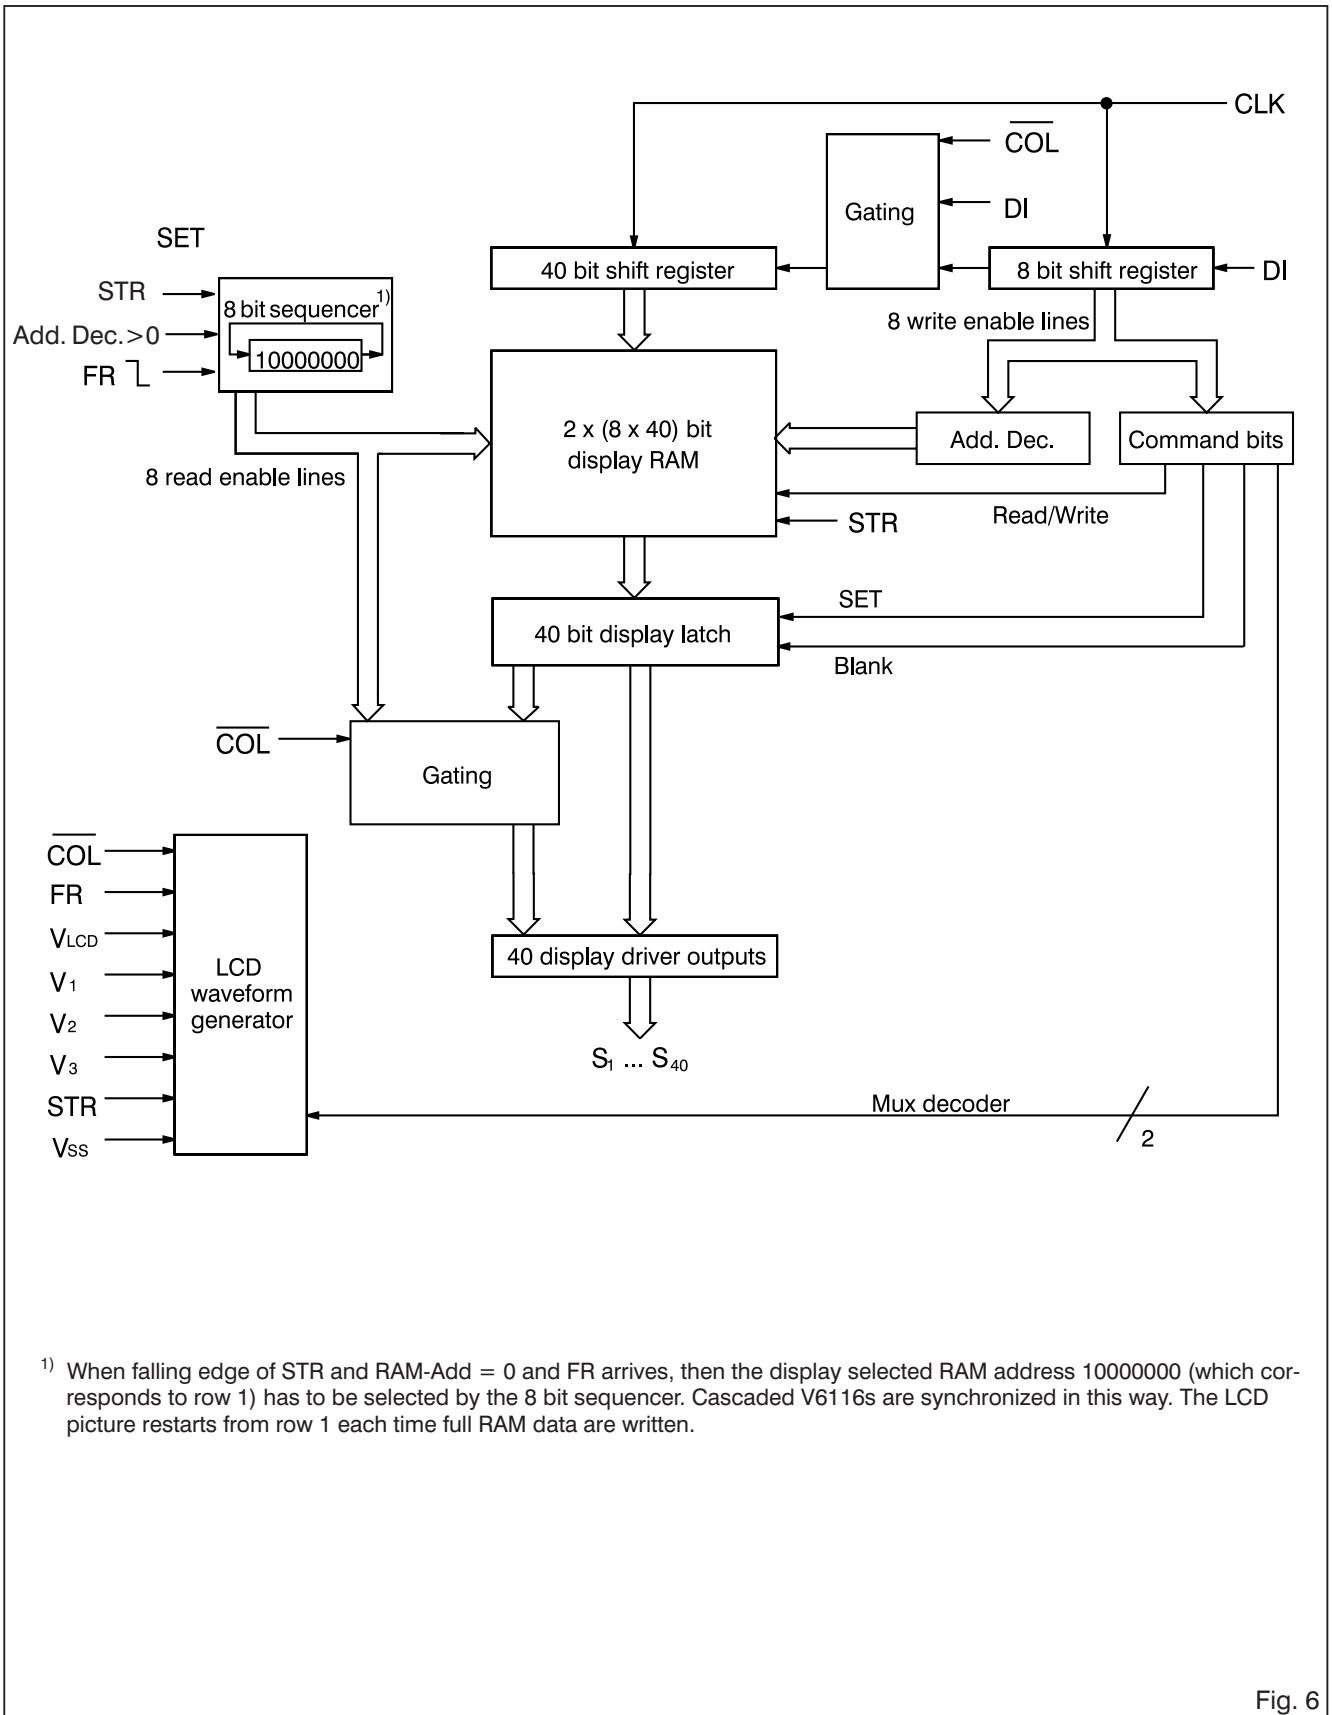 CLK
C̅O̅L̅
Gating
DI
SET
40 bit shift register
8 bit shift register
DI
STR
8 bit sequencer 1)
8 write enable lines
Add. Dec.>0
10000000
FR
2 x (8 x 40) bit
display RAM
Add. Dec.
Command bits
8 read enable lines
Read/Write
STR
SET
40 bit display latch
Blank
C̅O̅L̅
Gating
C̅O̅L̅
FR
VLCD
V1
V2
V3
STR
VSS
LCD
waveform
generator
40 display driver outputs
S1 ... S40
Mux decoder
2
1) When falling edge of STR and RAM-Add = 0 and FR arrives, then the display selected RAM address 10000000 (which cor-
responds to row 1) has to be selected by the 8 bit sequencer. Cascaded V6116s are synchronized in this way. The LCD
picture restarts from row 1 each time full RAM data are written.
Fig. 6